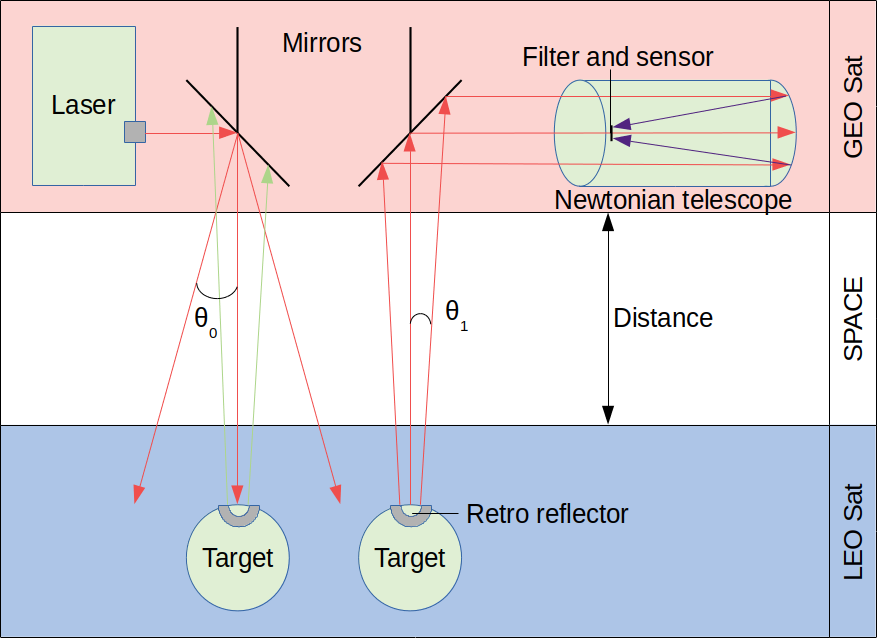 Mirrors
Filter and sensor
Laser
GEO Sat
Newtonian telescope
θ0
θ1
Distance
SPACE
Retro reflector
Target
Target
LEO Sat